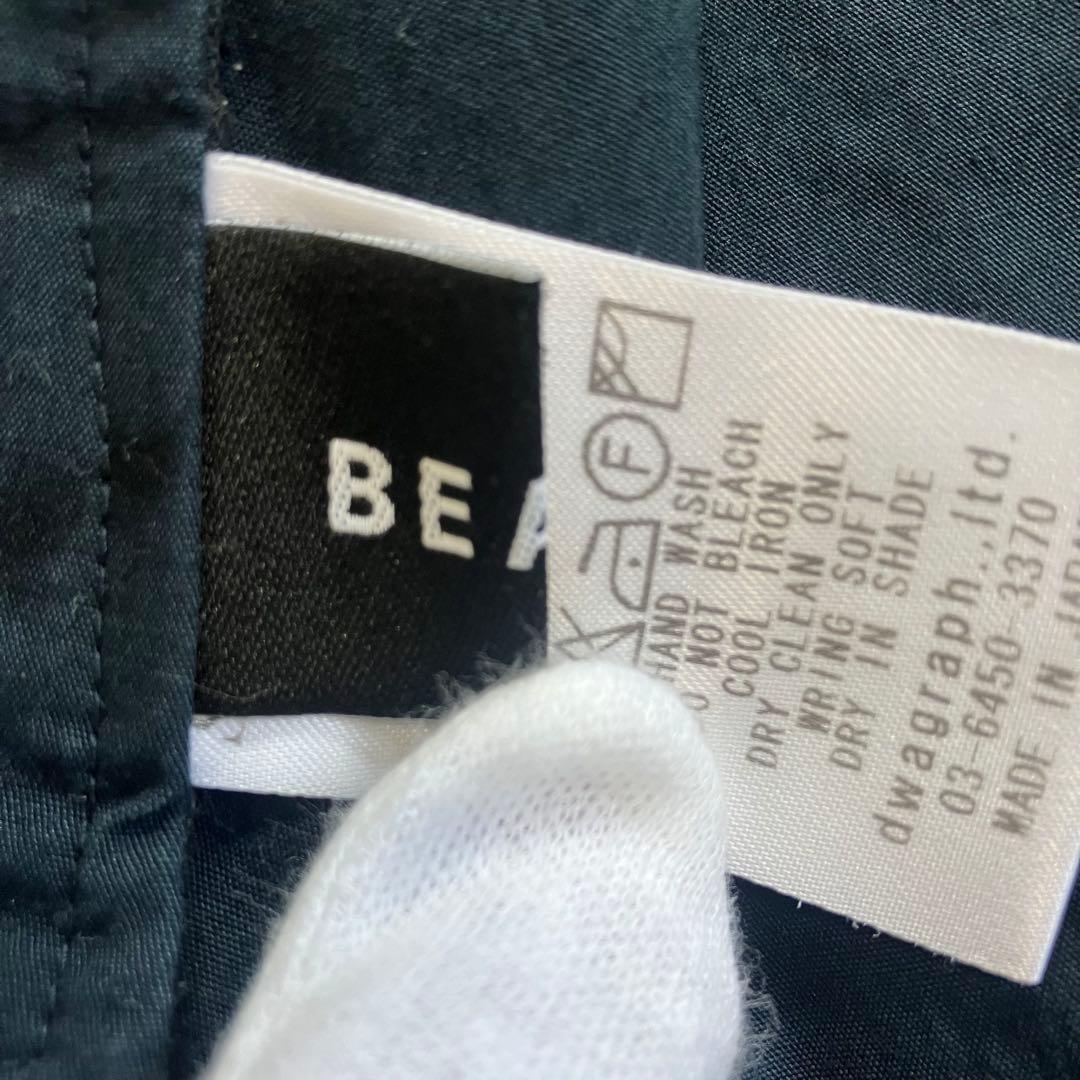 BE
F
HAND WASH
NOT BLEACH
COOL IRON
DRY CLEAN ONLY
WRING SOFT
DRY IN SHADE
dwagraph.,ltd.
03-6450-3370
MADE IN